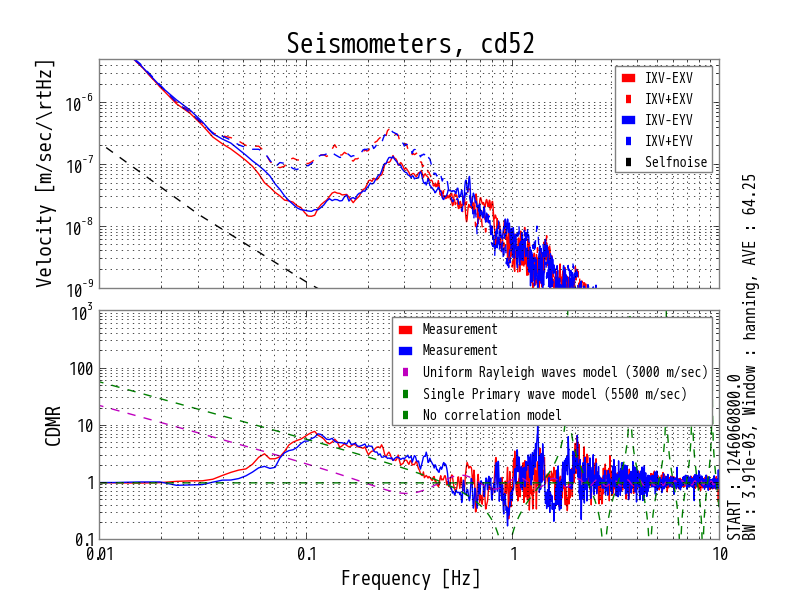 Seismometers, cd52
Velocity [m/sec/\rtHz]
10^-6
10^-7
10^-8
10^-9
IXV-EXV
IXV+EXV
IXV-EYV
IXV+EYV
Selfnoise
CDMR
10^3
100
10
1
0.1
Measurement
Measurement
Uniform Rayleigh waves model (3000 m/sec)
Single Primary wave model (5500 m/sec)
No correlation model
0.01
0.1
1
10
Frequency [Hz]
START : 1246060800.0
BW : 3.91e-03, Window : hanning, AVE : 64.25